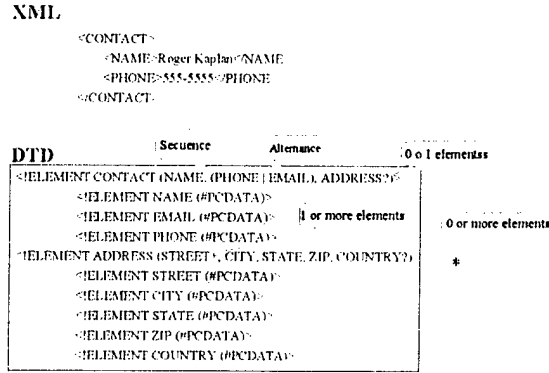 XML
<CONTACT>
<NAME>Roger Kaplan</NAME
<PHONE>555-5555</PHONE
</CONTACT>
Secuence Alternance 0 o 1 elementss
DTD
<!ELEMENT CONTACT (NAME, (PHONE | EMAIL), ADDRESS?)>
<!ELEMENT NAME (#PCDATA)>
<!ELEMENT EMAIL (#PCDATA)> 1 or more elements 0 or more elements
<!ELEMENT PHONE (#PCDATA)>
<!ELEMENT ADDRESS (STREET+, CITY, STATE, ZIP, COUNTRY?) *
<!ELEMENT STREET (#PCDATA)>
<!ELEMENT CITY (#PCDATA)>
<!ELEMENT STATE (#PCDATA)>
<!ELEMENT ZIP (#PCDATA)>
<!ELEMENT COUNTRY (#PCDATA)>